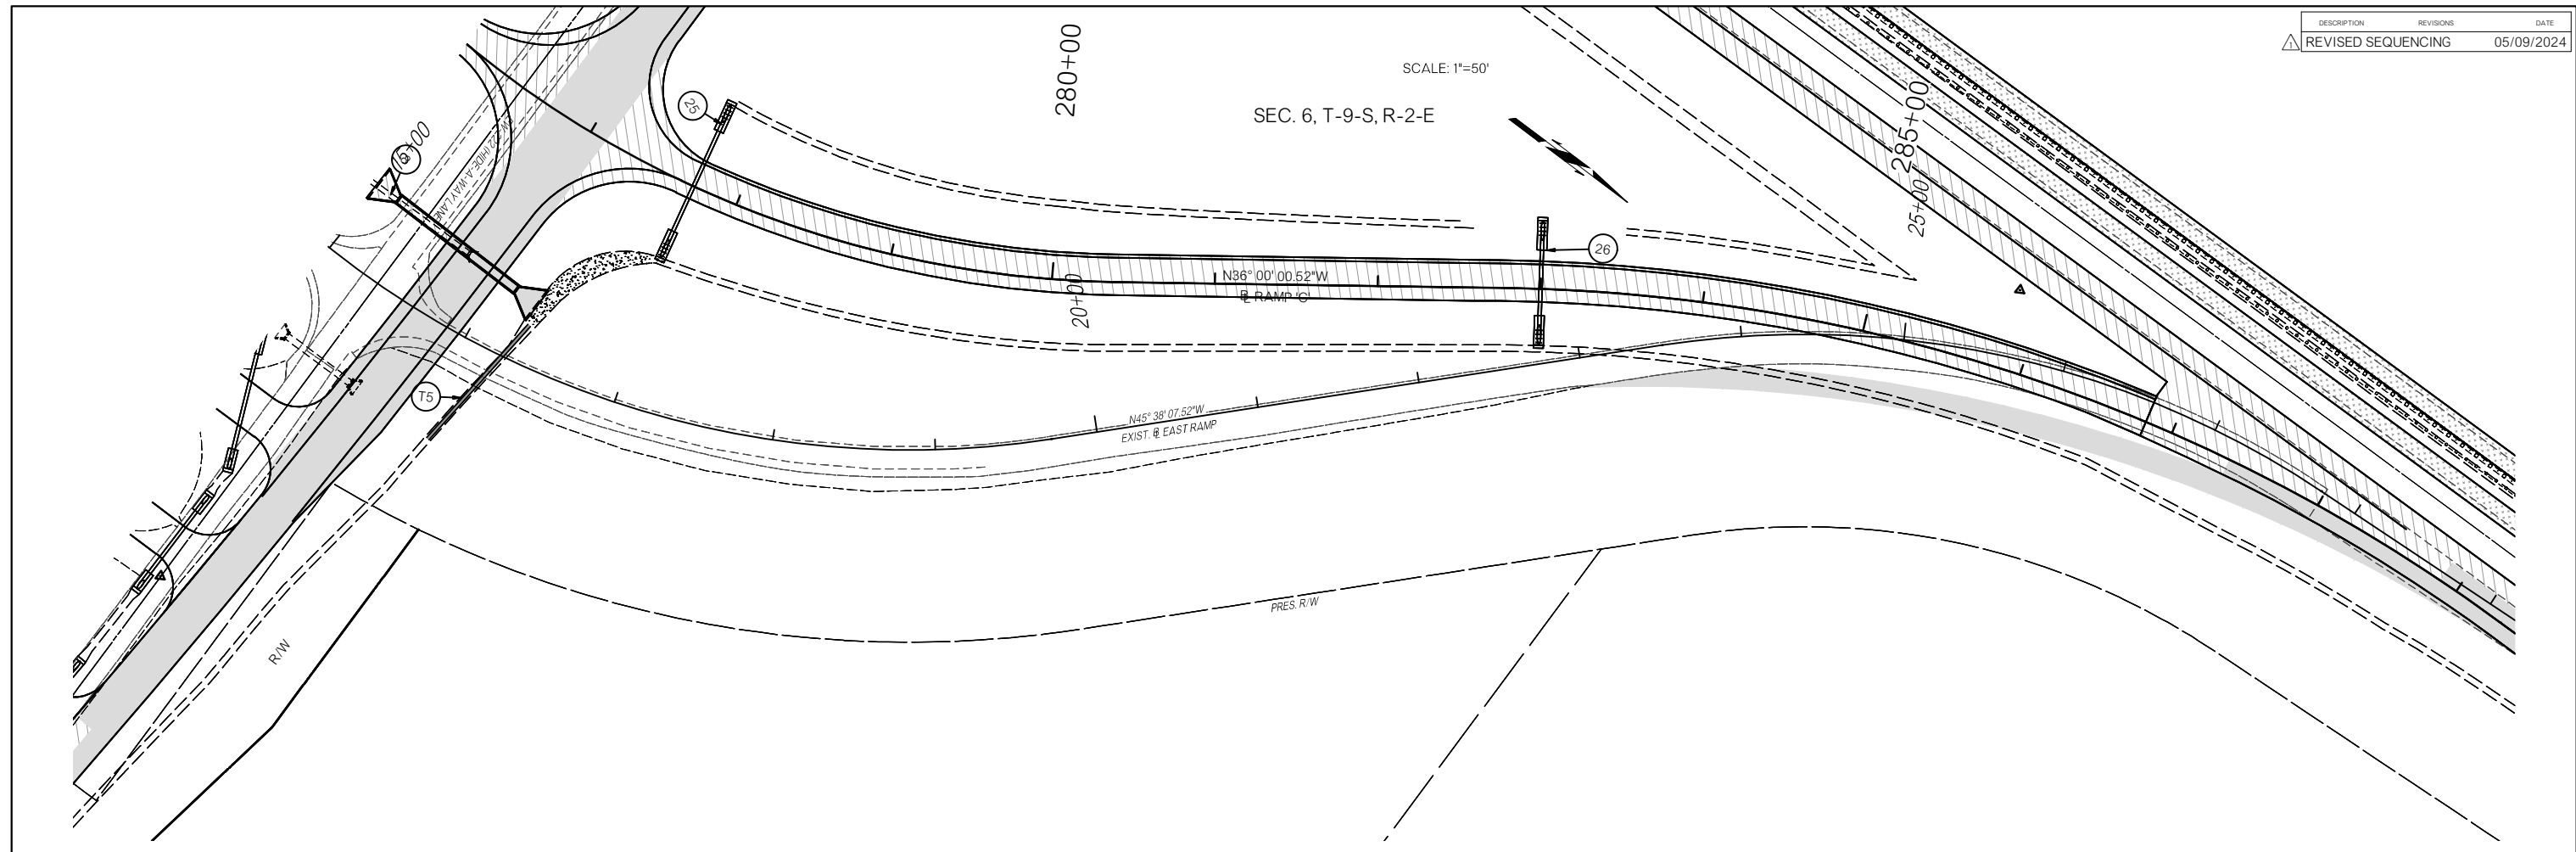 DESCRIPTION REVISIONS DATE
1 REVISED SEQUENCING 05/09/2024
280+00
SCALE: 1"=50'
SEC. 6, T-9-S, R-2-E
285+00
25+00
25
26
20+00
N36° 00' 00.52"W
℄ RAMP 'C'
T5
N45° 38' 07.52"W
EXIST. ℄ EAST RAMP
PRES. R/W
R/W